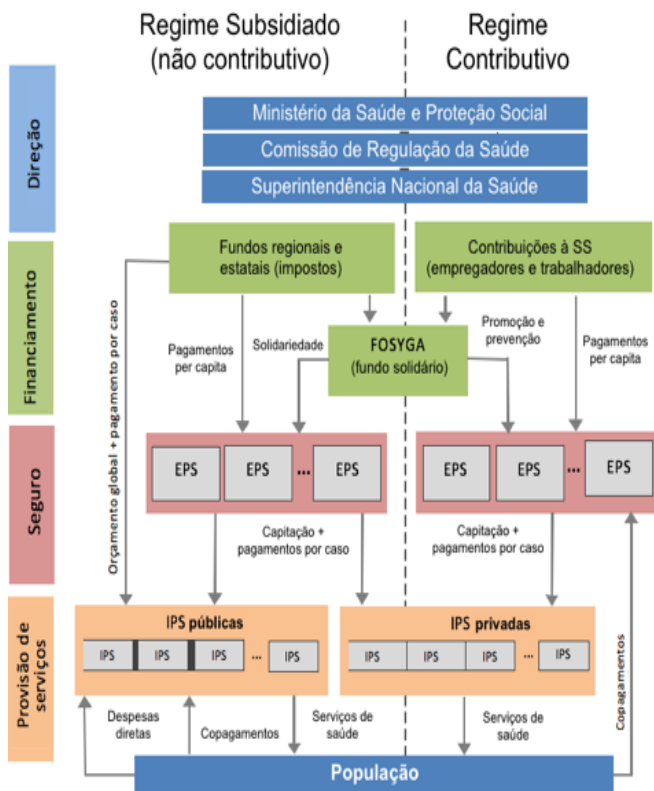 Regime Subsidiado
(não contributivo)
Regime
Contributivo
Direção
Ministério da Saúde e Proteção Social
Comissão de Regulação da Saúde
Superintendência Nacional da Saúde
Financiamento
Fundos regionais e
estatais (impostos)
Contribuições à SS
(empregadores e trabalhadores)
Orçamento global + pagamento por caso
Pagamentos
per capita
Solidariedade
FOSYGA
(fundo solidário)
Promoção e
prevenção
Pagamentos
per capita
Seguro
EPS
EPS
...
EPS
EPS
EPS
...
EPS
Capitação +
pagamentos por caso
Capitação +
pagamentos por caso
Provisão de
serviços
IPS públicas
IPS
IPS
IPS
...
IPS
IPS privadas
IPS
IPS
IPS
...
IPS
Copagamentos
Despesas
diretas
Copagamentos
Serviços de
saúde
Serviços de
saúde
População